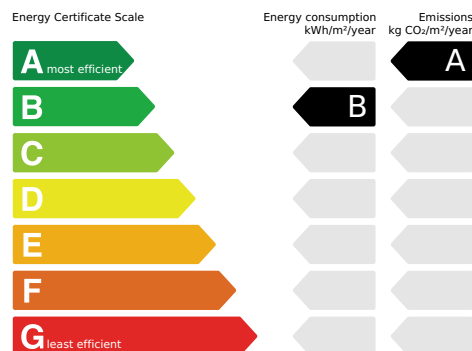 Energy Certificate Scale
Energy consumption
kWh/m²/year
Emissions
kg CO₂/m²/year
A most efficient
A
B
B
C
D
E
F
G least efficient